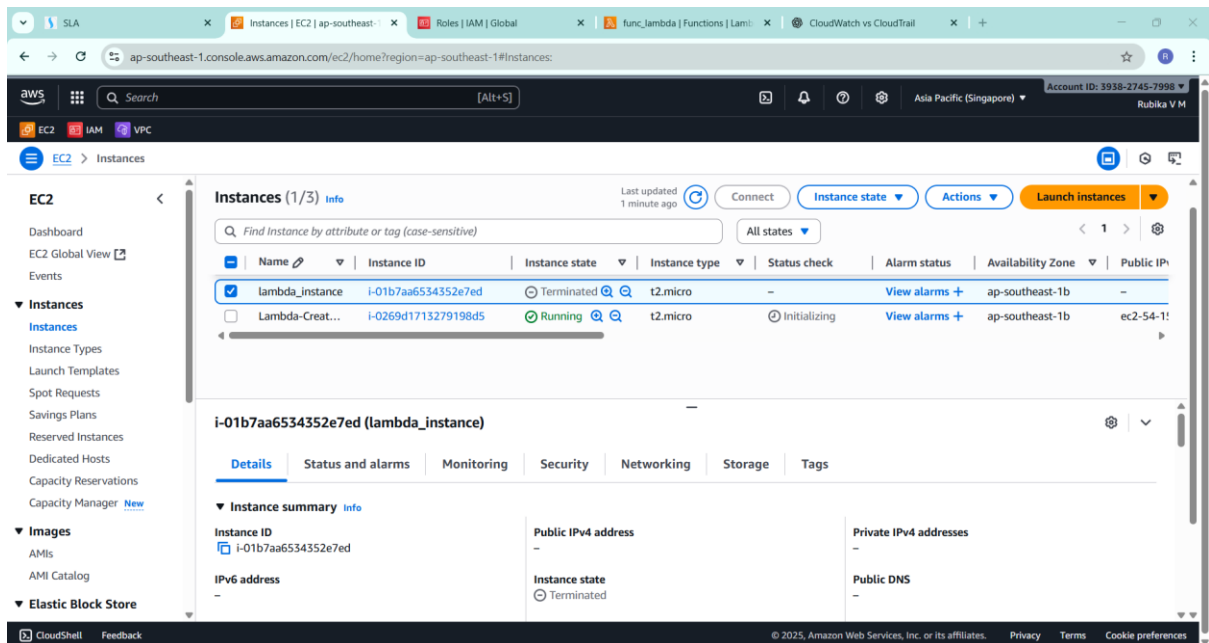 SLA
Instances | EC2 | ap-southeast-1
Roles | IAM | Global
func_lambda | Functions | Lamb
CloudWatch vs CloudTrail
ap-southeast-1.console.aws.amazon.com/ec2/home?region=ap-southeast-1#Instances:
R
aws
Search [Alt+S]
Asia Pacific (Singapore)
Account ID: 3938-2745-7998
Rubika V M
EC2 IAM VPC
EC2 > Instances
EC2
Dashboard
EC2 Global View
Events
Instances
Instances
Instance Types
Launch Templates
Spot Requests
Savings Plans
Reserved Instances
Dedicated Hosts
Capacity Reservations
Capacity Manager New
Images
AMIs
AMI Catalog
Elastic Block Store
Instances (1/3) Info
Last updated
1 minute ago
Connect Instance state Actions Launch instances
Find Instance by attribute or tag (case-sensitive) All states 1
Name Instance ID Instance state Instance type Status check Alarm status Availability Zone Public IPv
lambda_instance i-01b7aa6534352e7ed Terminated t2.micro – View alarms + ap-southeast-1b –
Lambda-Creat... i-0269d1713279198d5 Running t2.micro Initializing View alarms + ap-southeast-1b ec2-54-15
i-01b7aa6534352e7ed (lambda_instance)
Details Status and alarms Monitoring Security Networking Storage Tags
Instance summary Info
Instance ID Public IPv4 address Private IPv4 addresses
i-01b7aa6534352e7ed – –
IPv6 address Instance state Public DNS
– Terminated –
CloudShell Feedback © 2025, Amazon Web Services, Inc. or its affiliates. Privacy Terms Cookie preferences